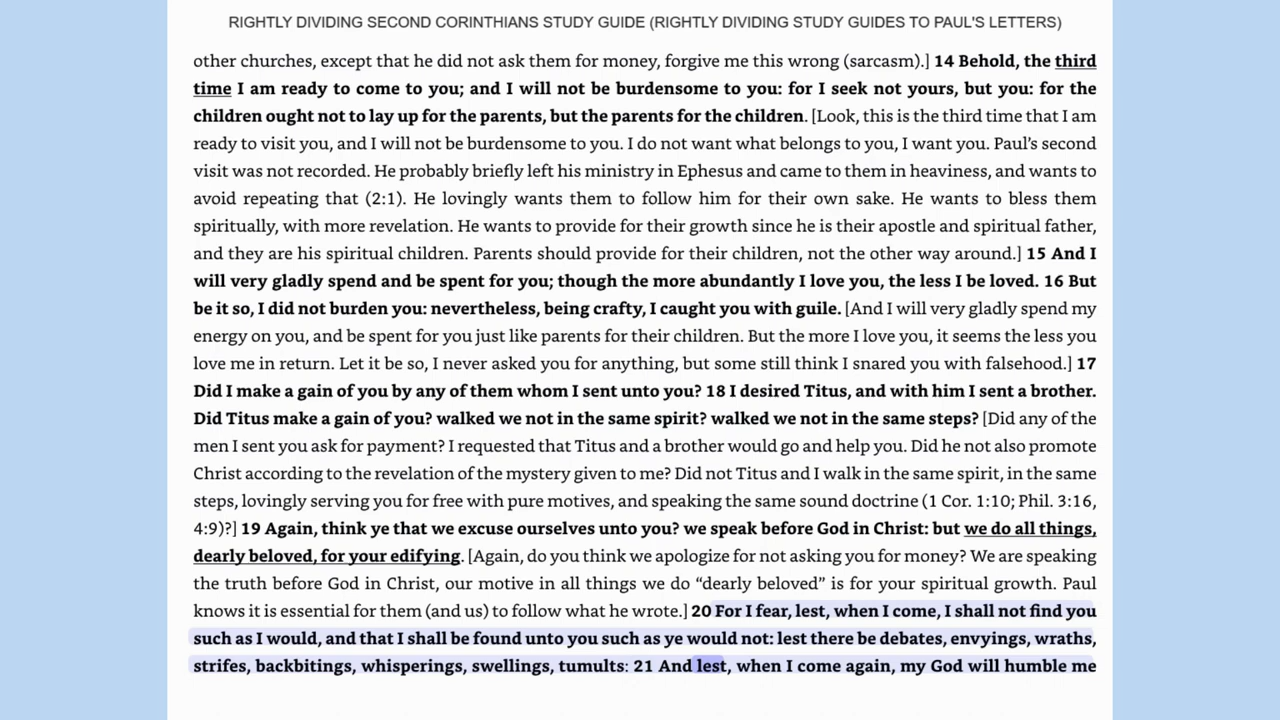 RIGHTLY DIVIDING SECOND CORINTHIANS STUDY GUIDE (RIGHTLY DIVIDING STUDY GUIDES TO PAUL'S LETTERS)
other churches, except that he did not ask them for money, forgive me this wrong (sarcasm).] 14 Behold, the third
time I am ready to come to you; and I will not be burdensome to you: for I seek not yours, but you: for the
children ought not to lay up for the parents, but the parents for the children. [Look, this is the third time that I am
ready to visit you, and I will not be burdensome to you. I do not want what belongs to you, I want you. Paul’s second
visit was not recorded. He probably briefly left his ministry in Ephesus and came to them in heaviness, and wants to
avoid repeating that (2:1). He lovingly wants them to follow him for their own sake. He wants to bless them
spiritually, with more revelation. He wants to provide for their growth since he is their apostle and spiritual father,
and they are his spiritual children. Parents should provide for their children, not the other way around.] 15 And I
will very gladly spend and be spent for you; though the more abundantly I love you, the less I be loved. 16 But
be it so, I did not burden you: nevertheless, being crafty, I caught you with guile. [And I will very gladly spend my
energy on you, and be spent for you just like parents for their children. But the more I love you, it seems the less you
love me in return. Let it be so, I never asked you for anything, but some still think I snared you with falsehood.] 17
Did I make a gain of you by any of them whom I sent unto you? 18 I desired Titus, and with him I sent a brother.
Did Titus make a gain of you? walked we not in the same spirit? walked we not in the same steps? [Did any of the
men I sent you ask for payment? I requested that Titus and a brother would go and help you. Did he not also promote
Christ according to the revelation of the mystery given to me? Did not Titus and I walk in the same spirit, in the same
steps, lovingly serving you for free with pure motives, and speaking the same sound doctrine (1 Cor. 1:10; Phil. 3:16,
4:9)?] 19 Again, think ye that we excuse ourselves unto you? we speak before God in Christ: but we do all things,
dearly beloved, for your edifying. [Again, do you think we apologize for not asking you for money? We are speaking
the truth before God in Christ, our motive in all things we do “dearly beloved” is for your spiritual growth. Paul
knows it is essential for them (and us) to follow what he wrote.] 20 For I fear, lest, when I come, I shall not find you
such as I would, and that I shall be found unto you such as ye would not: lest there be debates, envyings, wraths,
strifes, backbitings, whisperings, swellings, tumults: 21 And lest, when I come again, my God will humble me